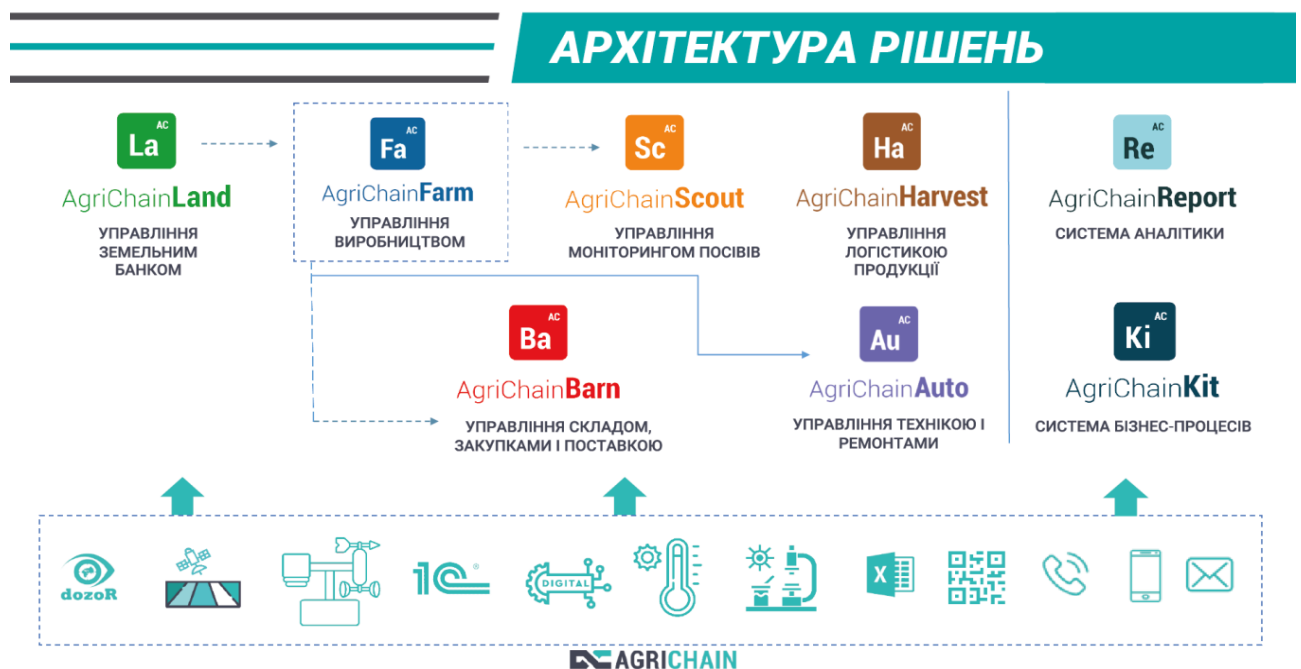 АРХІТЕКТУРА РІШЕНЬ
AC
La
AgriChainLand
УПРАВЛІННЯ
ЗЕМЕЛЬНИМ
БАНКОМ
AC
Fa
AgriChainFarm
УПРАВЛІННЯ
ВИРОБНИЦТВОМ
AC
Sc
AgriChainScout
УПРАВЛІННЯ
МОНІТОРИНГОМ ПОСІВІВ
AC
Ha
AgriChainHarvest
УПРАВЛІННЯ
ЛОГІСТИКОЮ
ПРОДУКЦІЇ
AC
Re
AgriChainReport
СИСТЕМА АНАЛІТИКИ
AC
Ba
AgriChainBarn
УПРАВЛІННЯ СКЛАДОМ,
ЗАКУПКАМИ І ПОСТАВКОЮ
AC
Au
AgriChainAuto
УПРАВЛІННЯ ТЕХНІКОЮ І
РЕМОНТАМИ
AC
Ki
AgriChainKit
СИСТЕМА БІЗНЕС-ПРОЦЕСІВ
dozoR
1C®
DIGITAL
X
AGRICHAIN